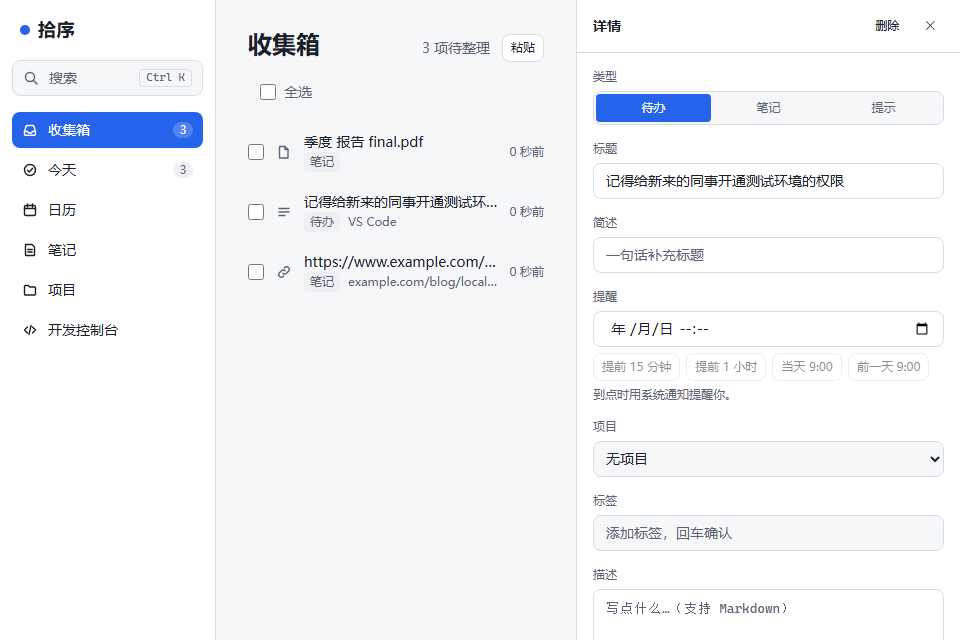 拾序
搜索 Ctrl K
收集箱 3
今天 3
日历
笔记
项目
开发控制台
收集箱 3 项待整理 粘贴
全选
季度 报告 final.pdf
笔记
0 秒前
记得给新来的同事开通测试环...
待办 VS Code
0 秒前
https://www.example.com/...
笔记 example.com/blog/local...
0 秒前
详情 删除
类型
待办 笔记 提示
标题
记得给新来的同事开通测试环境的权限
简述
一句话补充标题
提醒
年 /月/日 --:--
提前 15 分钟 提前 1 小时 当天 9:00 前一天 9:00
到点时用系统通知提醒你。
项目
无项目
标签
添加标签，回车确认
描述
写点什么…（支持 Markdown）